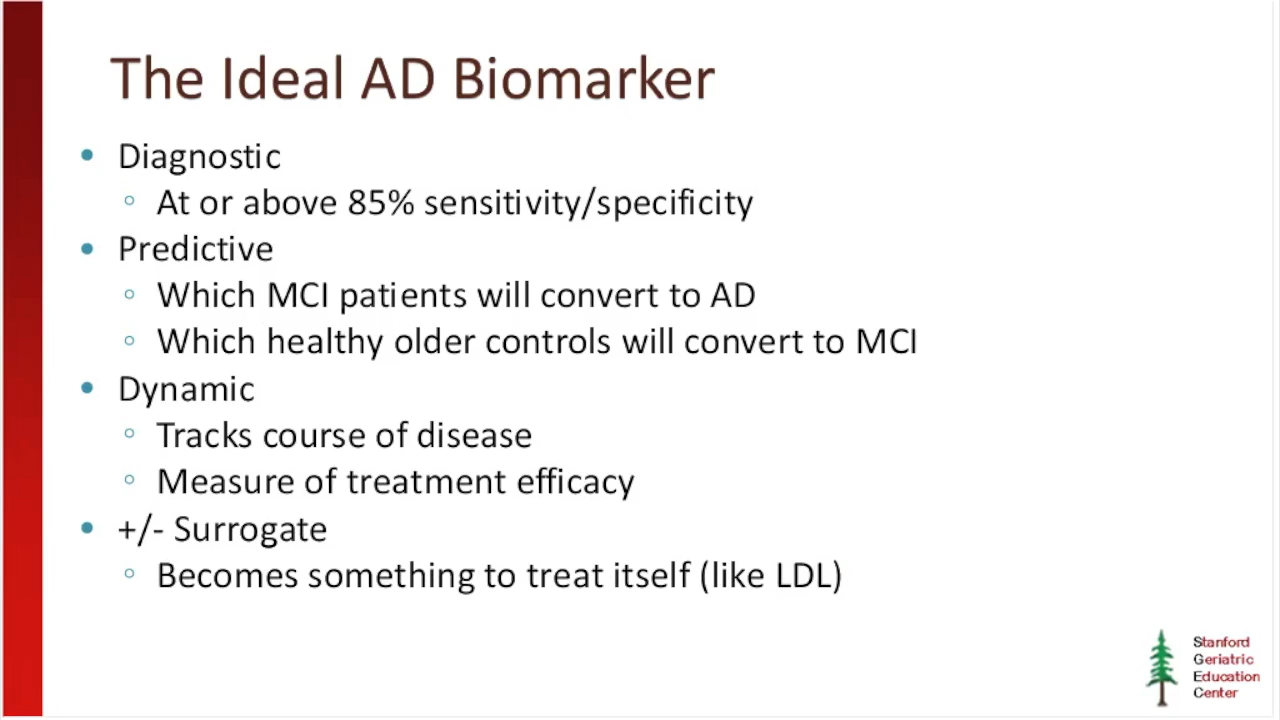 The Ideal AD Biomarker
• Diagnostic
◦ At or above 85% sensitivity/specificity
• Predictive
◦ Which MCI patients will convert to AD
◦ Which healthy older controls will convert to MCI
• Dynamic
◦ Tracks course of disease
◦ Measure of treatment efficacy
• +/- Surrogate
◦ Becomes something to treat itself (like LDL)
Stanford
Geriatric
Education
Center